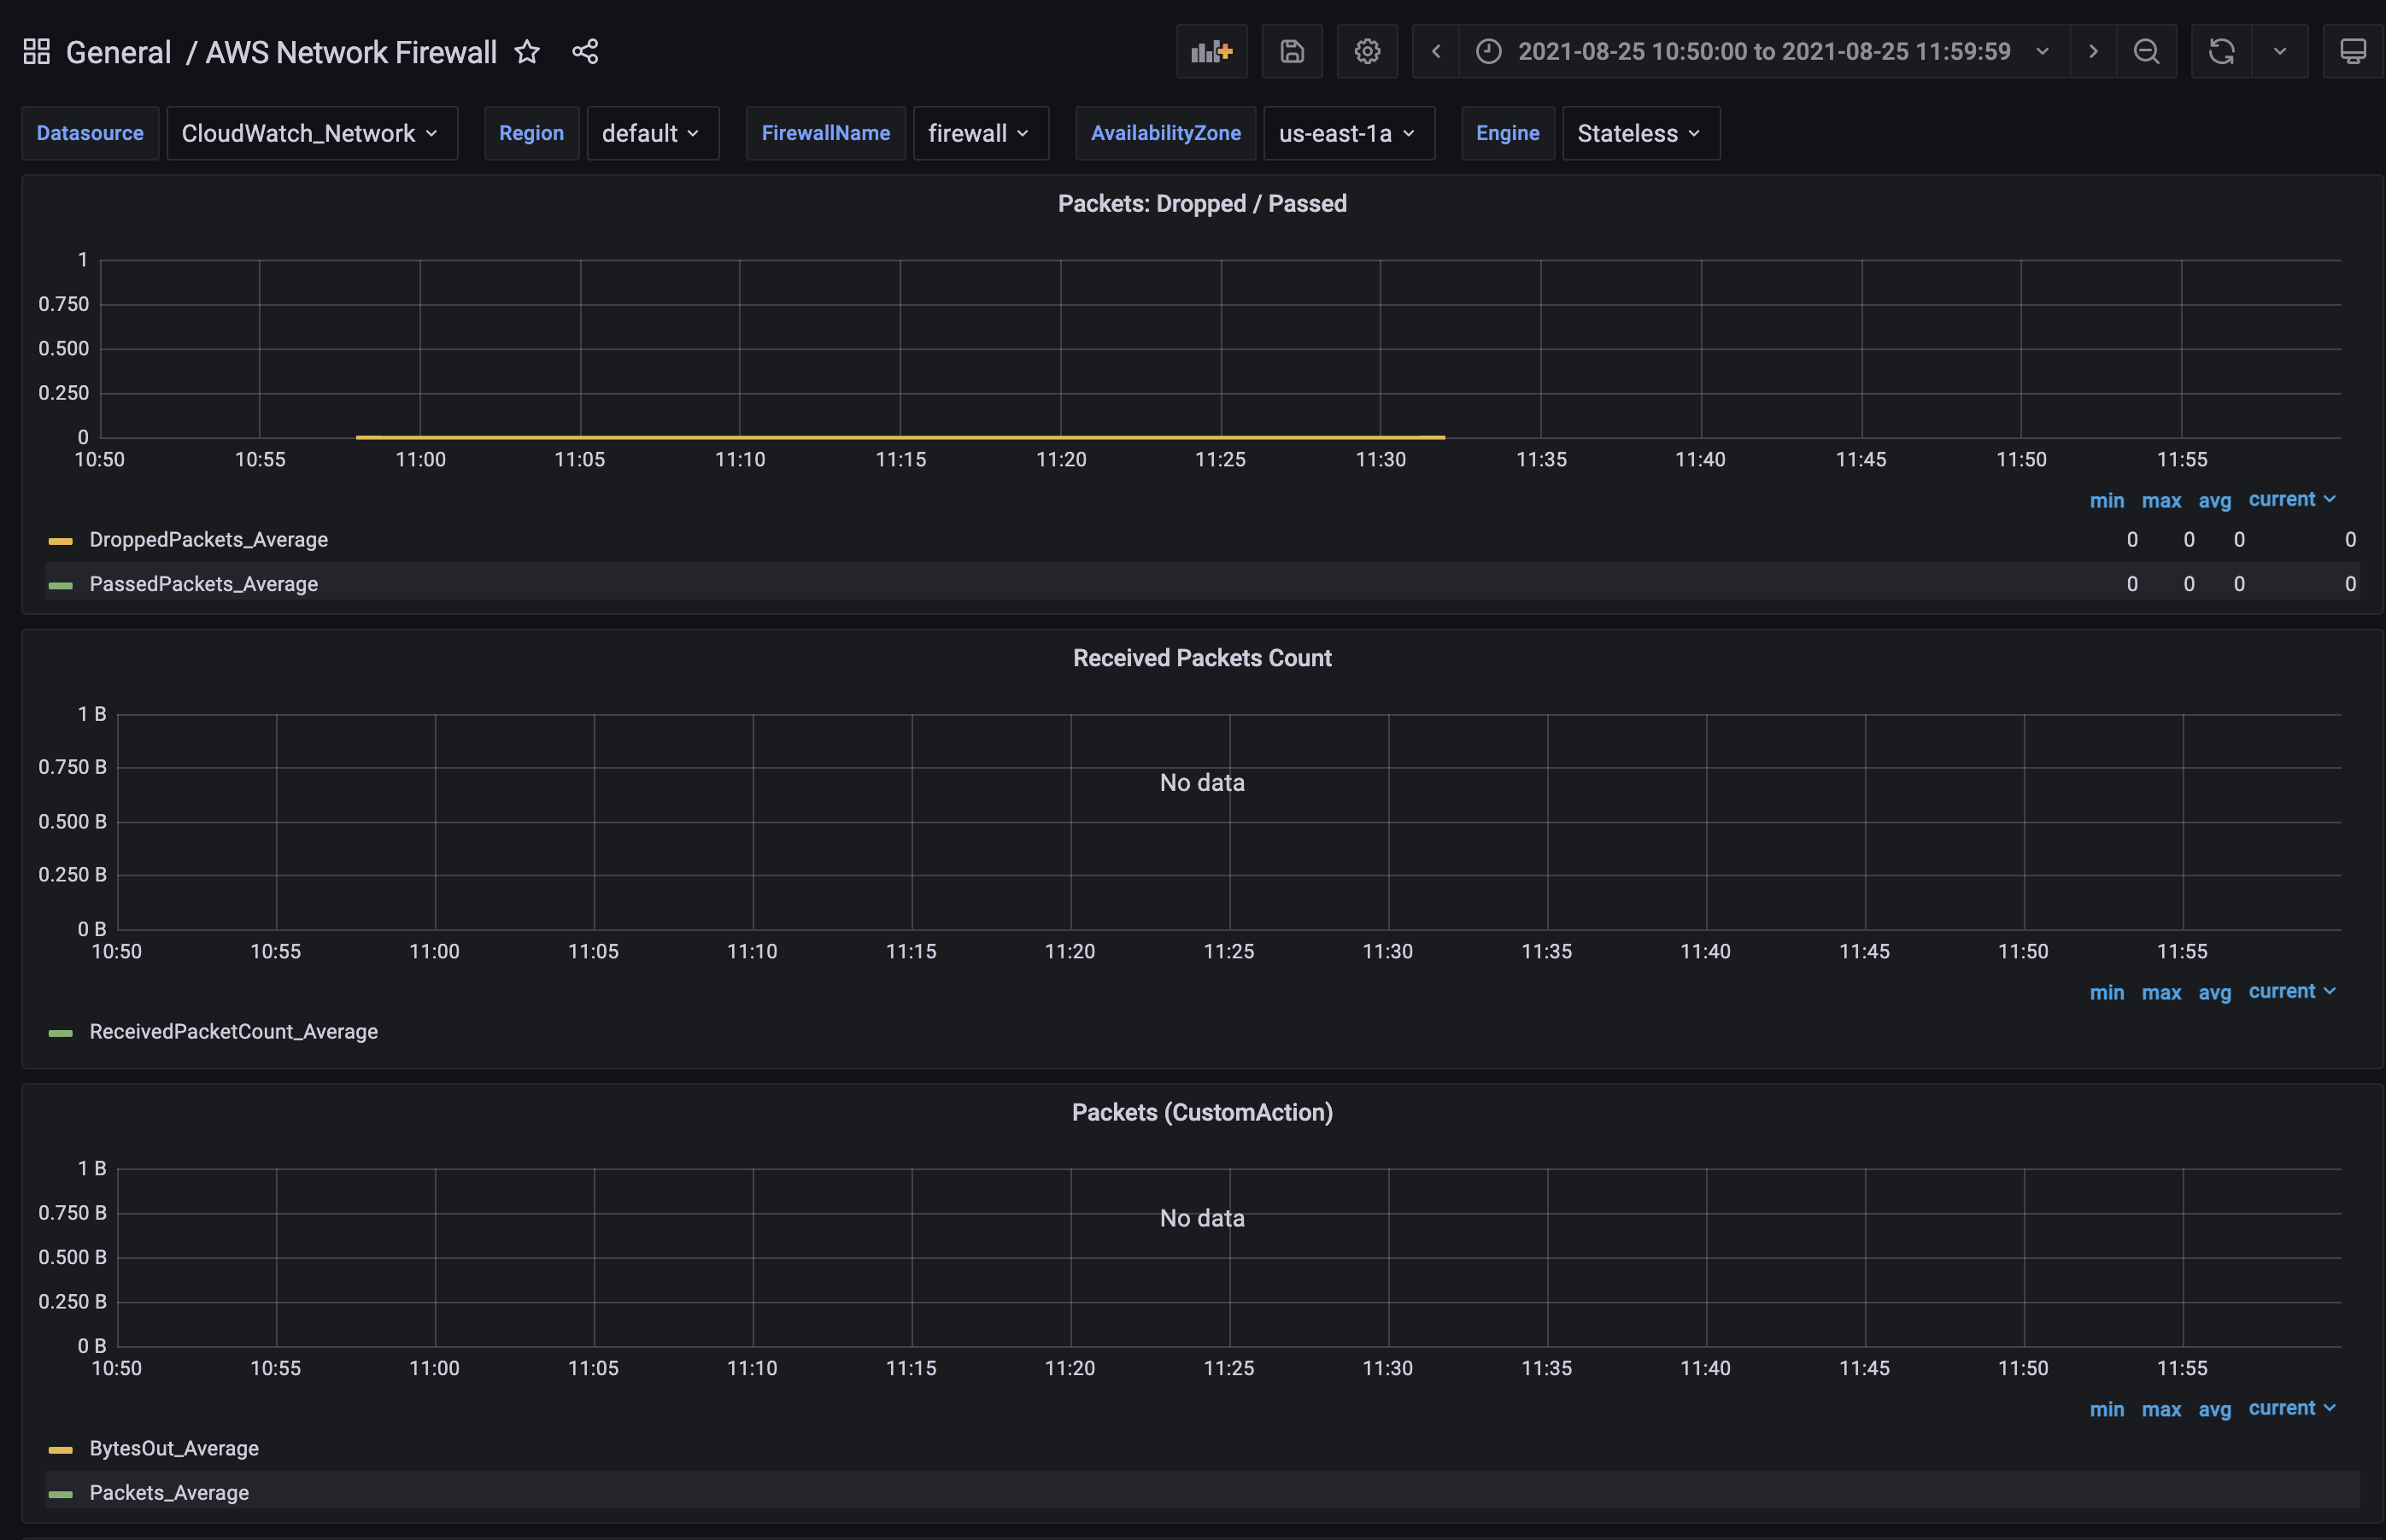 General / AWS Network Firewall
2021-08-25 10:50:00 to 2021-08-25 11:59:59
Datasource CloudWatch_Network Region default FirewallName firewall AvailabilityZone us-east-1a Engine Stateless
Packets: Dropped / Passed
1
0.750
0.500
0.250
0
10:50 10:55 11:00 11:05 11:10 11:15 11:20 11:25 11:30 11:35 11:40 11:45 11:50 11:55
min max avg current
DroppedPackets_Average 0 0 0 0
PassedPackets_Average 0 0 0 0
Received Packets Count
1 B
0.750 B
No data
0.500 B
0.250 B
0 B
10:50 10:55 11:00 11:05 11:10 11:15 11:20 11:25 11:30 11:35 11:40 11:45 11:50 11:55
min max avg current
ReceivedPacketCount_Average
Packets (CustomAction)
1 B
0.750 B
No data
0.500 B
0.250 B
0 B
10:50 10:55 11:00 11:05 11:10 11:15 11:20 11:25 11:30 11:35 11:40 11:45 11:50 11:55
min max avg current
BytesOut_Average
Packets_Average